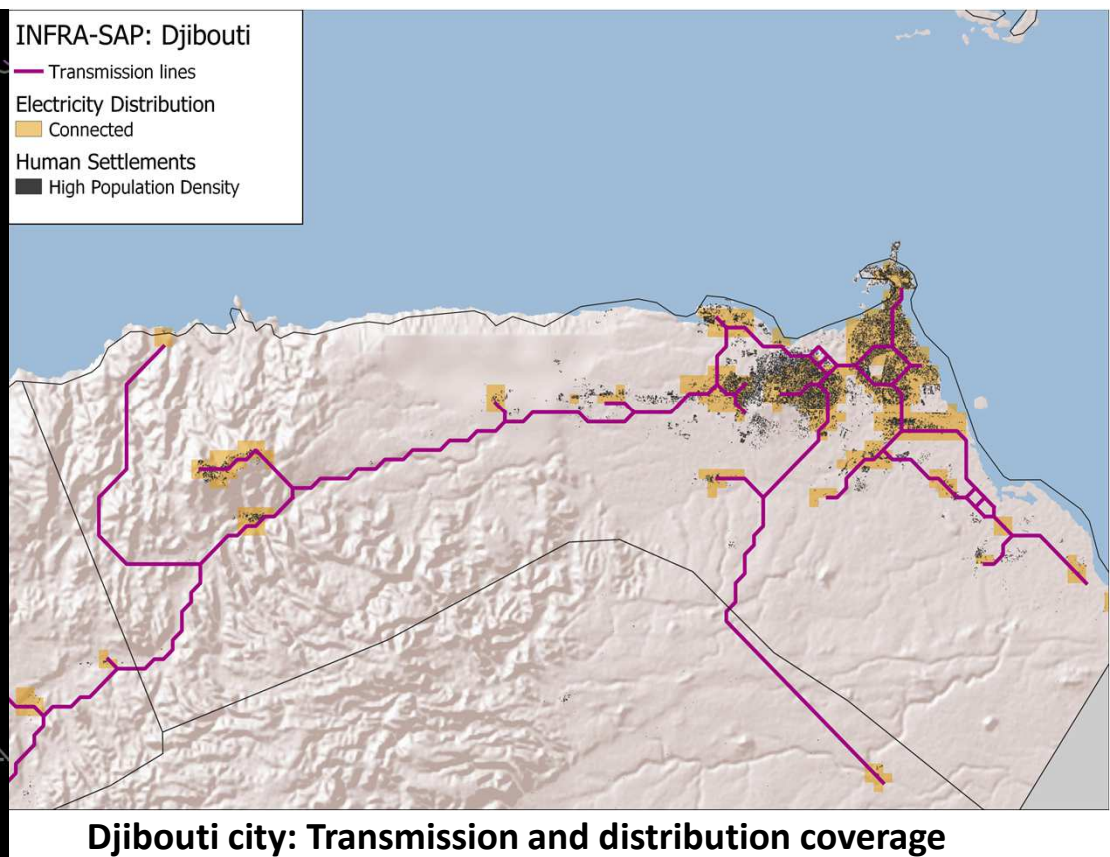 INFRA-SAP: Djibouti
Transmission lines
Electricity Distribution
Connected
Human Settlements
High Population Density
Djibouti city: Transmission and distribution coverage